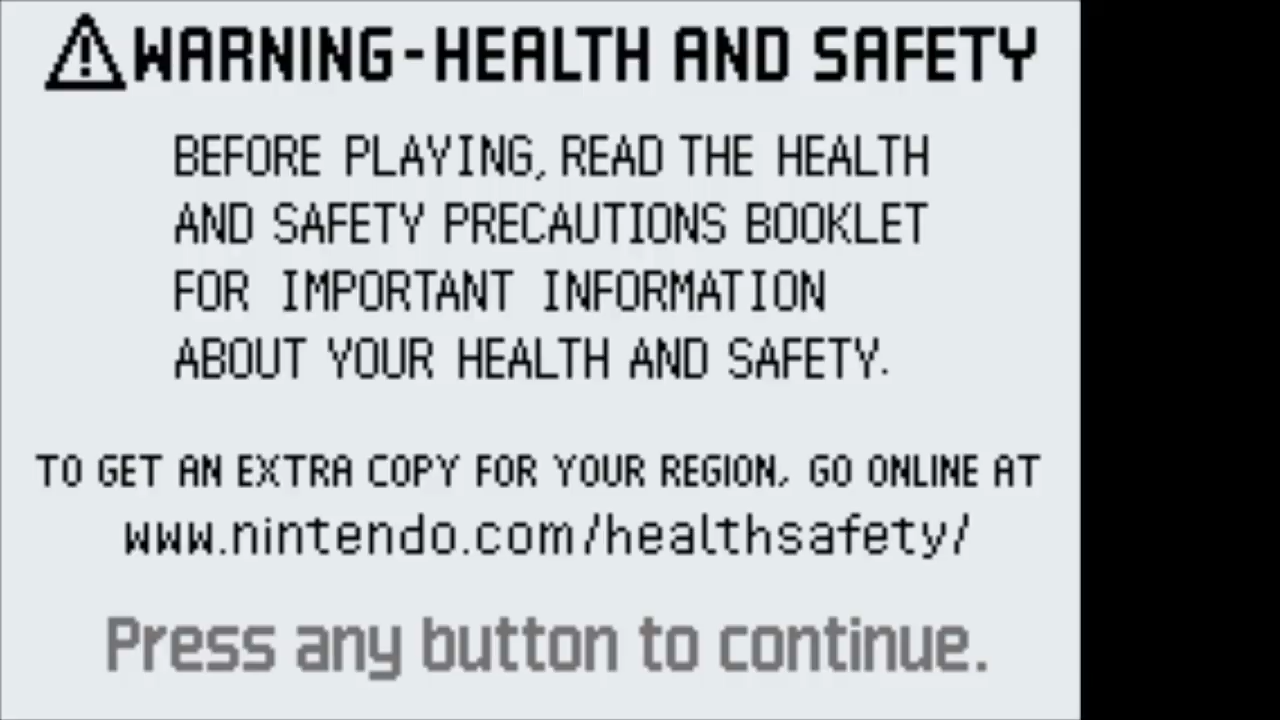 WARNING-HEALTH AND SAFETY
BEFORE PLAYING, READ THE HEALTH
AND SAFETY PRECAUTIONS BOOKLET
FOR IMPORTANT INFORMATION
ABOUT YOUR HEALTH AND SAFETY.
TO GET AN EXTRA COPY FOR YOUR REGION, GO ONLINE AT
www.nintendo.com/healthsafety/
Press any button to continue.